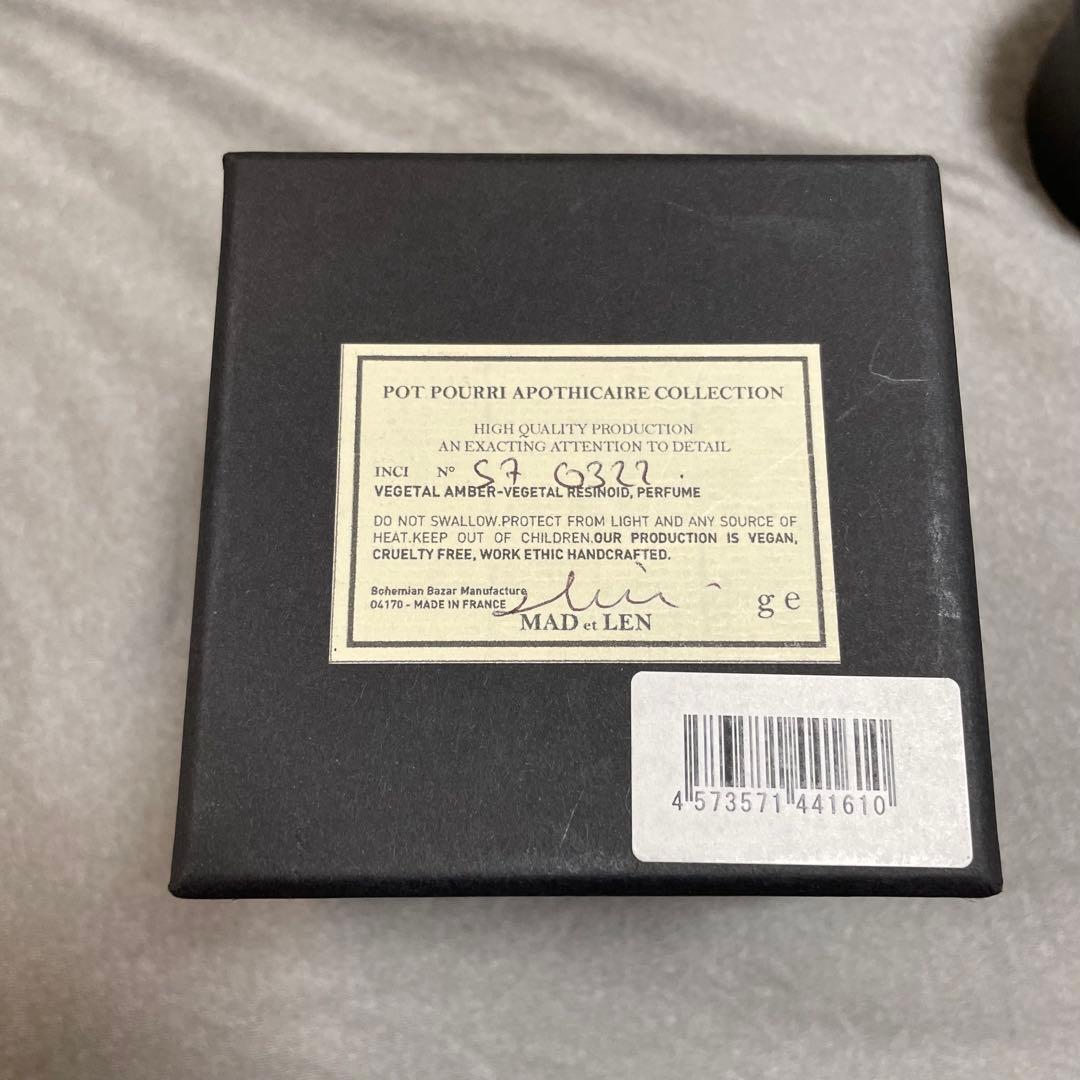 POT POURRI APOTHICAIRE COLLECTION
HIGH QUALITY PRODUCTION
AN EXACTING ATTENTION TO DETAIL
INCI N° S7 0322.
VEGETAL AMBER-VEGETAL RESINOID, PERFUME
DO NOT SWALLOW.PROTECT FROM LIGHT AND ANY SOURCE OF
HEAT.KEEP OUT OF CHILDREN.OUR PRODUCTION IS VEGAN,
CRUELTY FREE, WORK ETHIC HANDCRAFTED.
Bohemian Bazar Manufacture
04170 - MADE IN FRANCE
MAD et LEN
g e
4 573571 441610